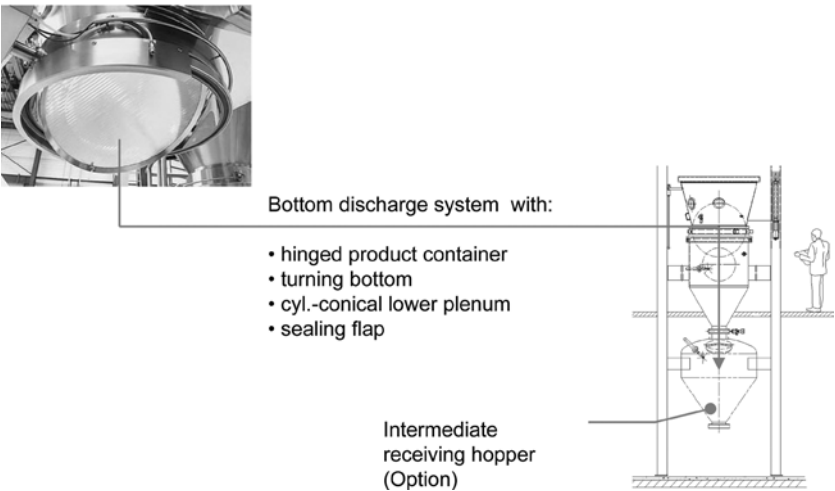 Bottom discharge system with:
• hinged product container
• turning bottom
• cyl.-conical lower plenum
• sealing flap
Intermediate
receiving hopper
(Option)